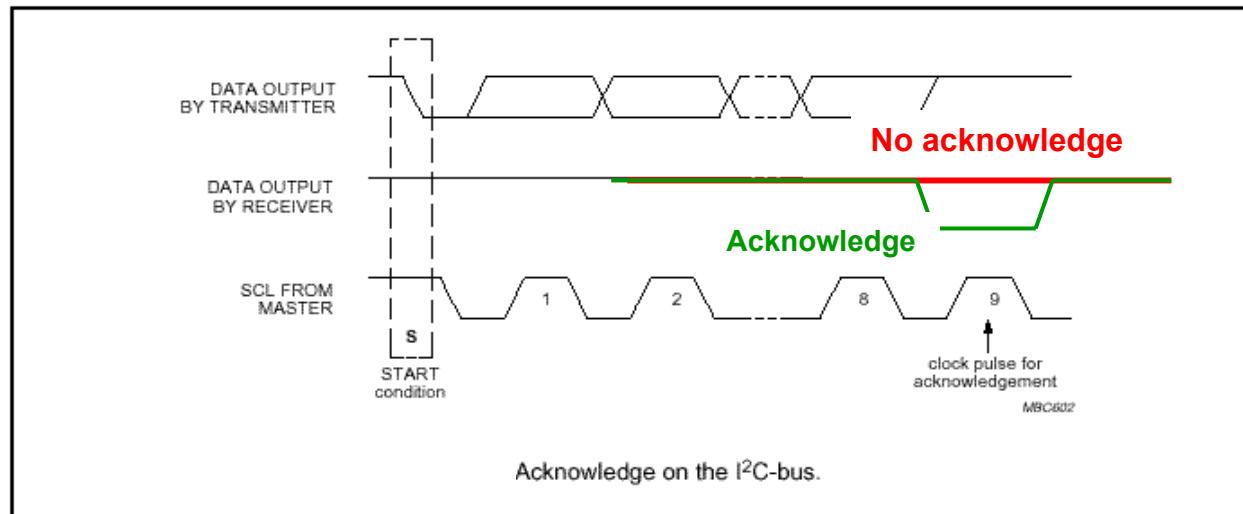 DATA OUTPUT
BY TRANSMITTER
No acknowledge
DATA OUTPUT
BY RECEIVER
Acknowledge
SCL FROM
MASTER
1
2
8
9
S
START
condition
clock pulse for
acknowledgement
MBC602
Acknowledge on the I²C-bus.